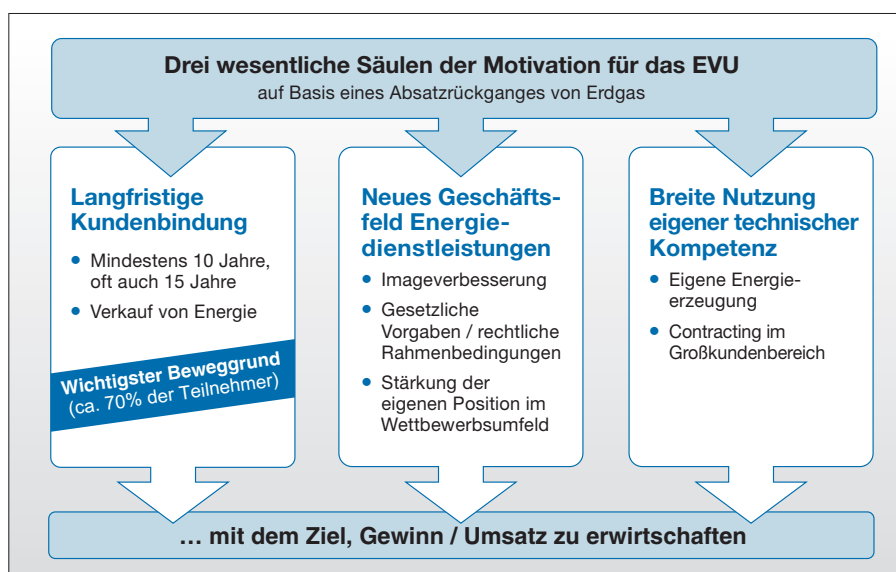 Drei wesentliche Säulen der Motivation für das EVU
auf Basis eines Absatzrückganges von Erdgas
Langfristige
Kundenbindung
• Mindestens 10 Jahre,
oft auch 15 Jahre
• Verkauf von Energie
Wichtigster Beweggrund
(ca. 70% der Teilnehmer)
Neues Geschäfts-
feld Energie-
dienstleistungen
• Imageverbesserung
• Gesetzliche
Vorgaben / rechtliche
Rahmenbedingungen
• Stärkung der
eigenen Position im
Wettbewerbsumfeld
Breite Nutzung
eigener technischer
Kompetenz
• Eigene Energie-
erzeugung
• Contracting im
Großkundenbereich
... mit dem Ziel, Gewinn / Umsatz zu erwirtschaften